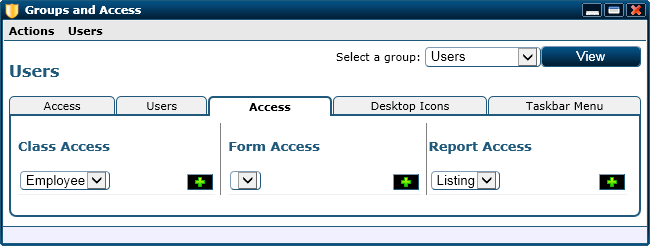 Groups and Access
Actions Users
Select a group: Users View
Users
Access Users Access Desktop Icons Taskbar Menu
Class Access Form Access Report Access
Employee Listing